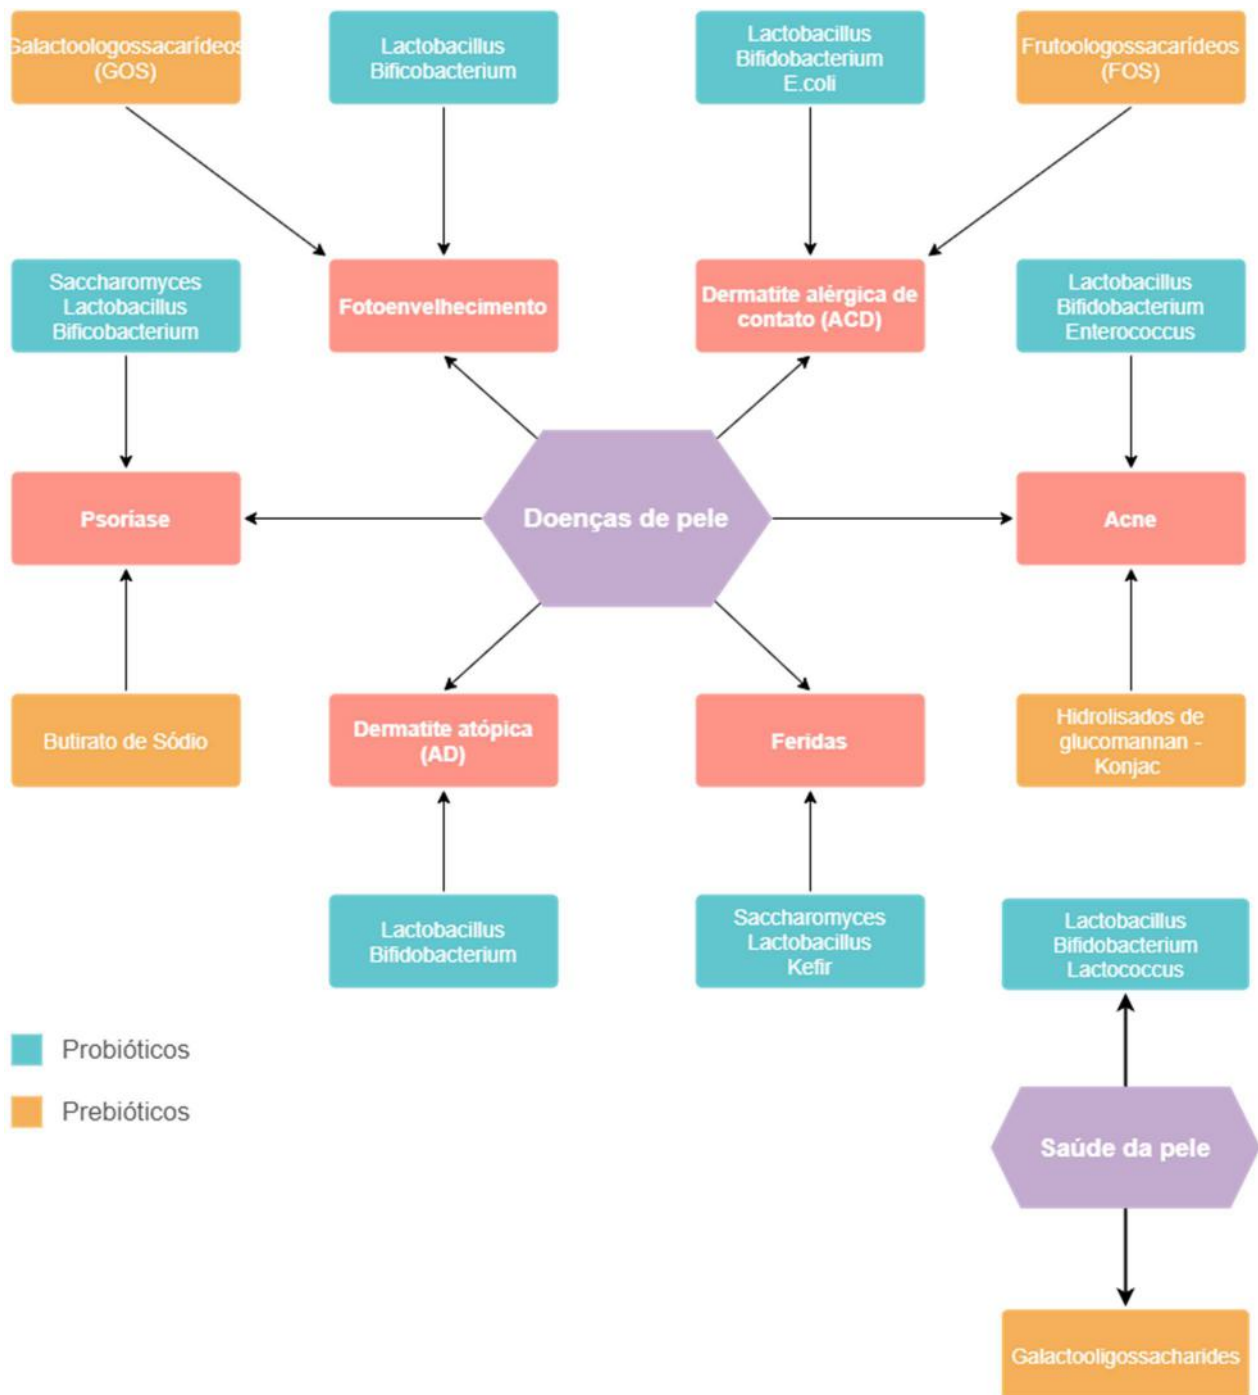 Galactoologossacarídeos
(GOS)
Lactobacillus
Bificobacterium
Lactobacillus
Bifidobacterium
E.coli
Frutoologossacarídeos
(FOS)
Saccharomyces
Lactobacillus
Bificobacterium
Fotoenvelhecimento
Dermatite alérgica de
contato (ACD)
Lactobacillus
Bifidobacterium
Enterococcus
Psoríase
Doenças de pele
Acne
Butirato de Sódio
Dermatite atópica
(AD)
Feridas
Hidrolisados de
glucomannan -
Konjac
Lactobacillus
Bifidobacterium
Saccharomyces
Lactobacillus
Kefir
Lactobacillus
Bifidobacterium
Lactococcus
Probióticos
Prebióticos
Saúde da pele
Galactooligossacharides